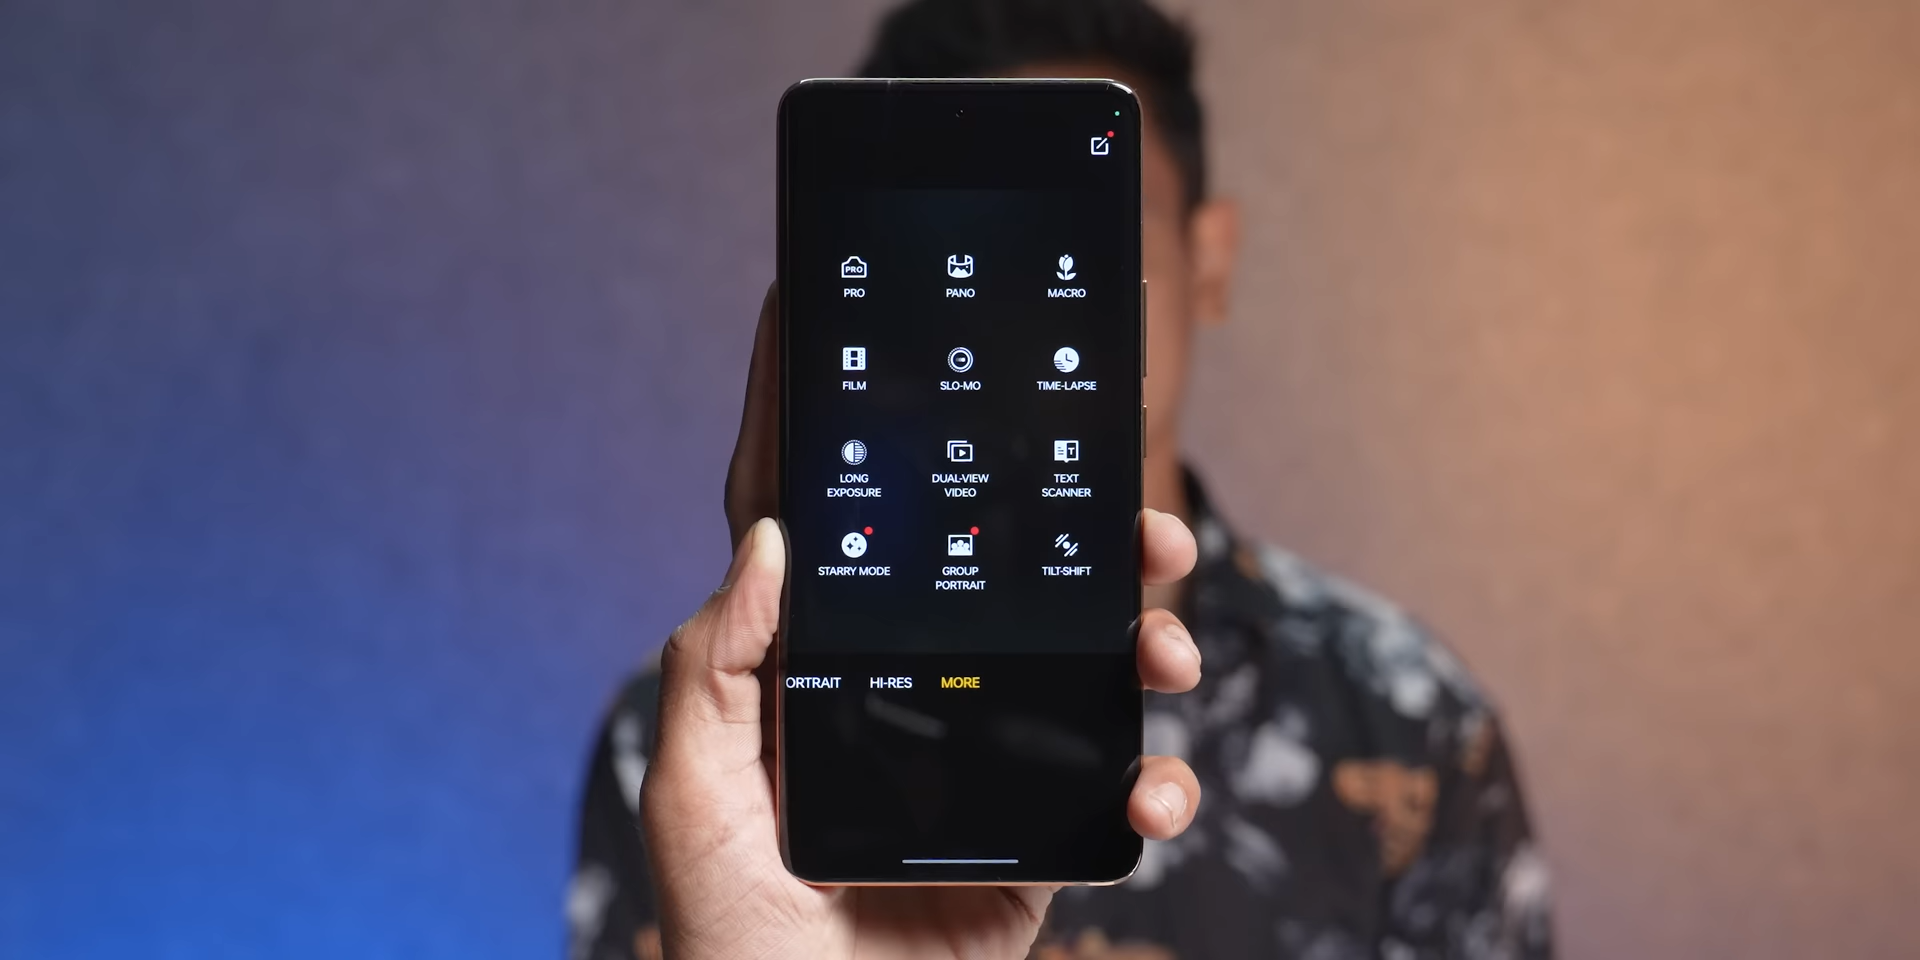 PRO
PRO
PANO
MACRO
FILM
SLO-MO
TIME-LAPSE
LONG
EXPOSURE
DUAL-VIEW
VIDEO
T
TEXT
SCANNER
STARRY MODE
GROUP
PORTRAIT
TILT-SHIFT
ORTRAIT
HI-RES
MORE